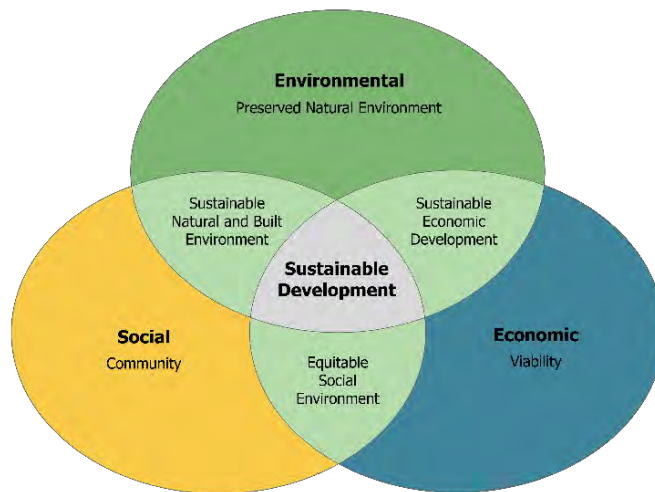 Environmental
Preserved Natural Environment
Sustainable
Natural and Built
Environment
Sustainable
Economic
Development
Sustainable
Development
Social
Community
Economic
Viability
Equitable
Social
Environment